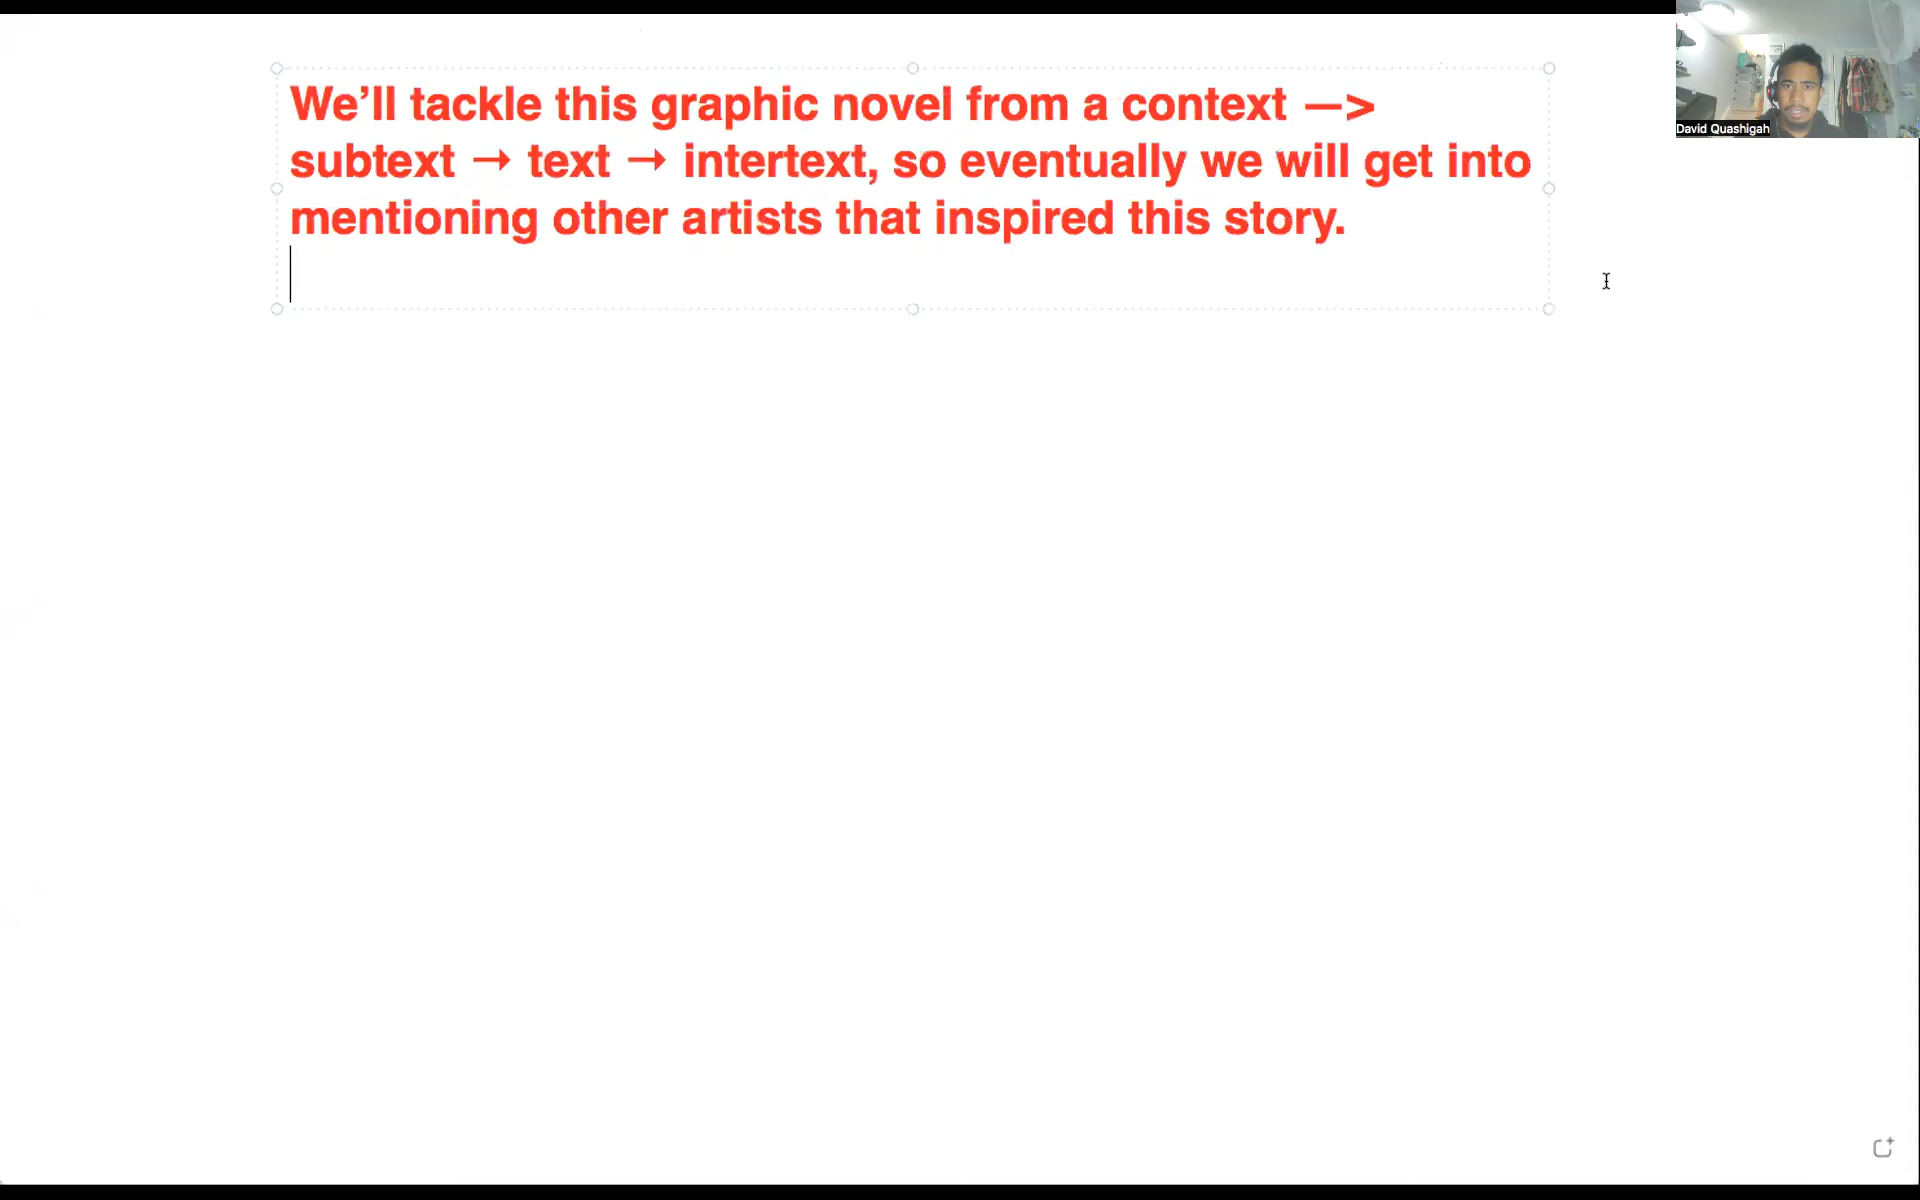 We’ll tackle this graphic novel from a context —>
subtext → text → intertext, so eventually we will get into
mentioning other artists that inspired this story.
David Quashigah